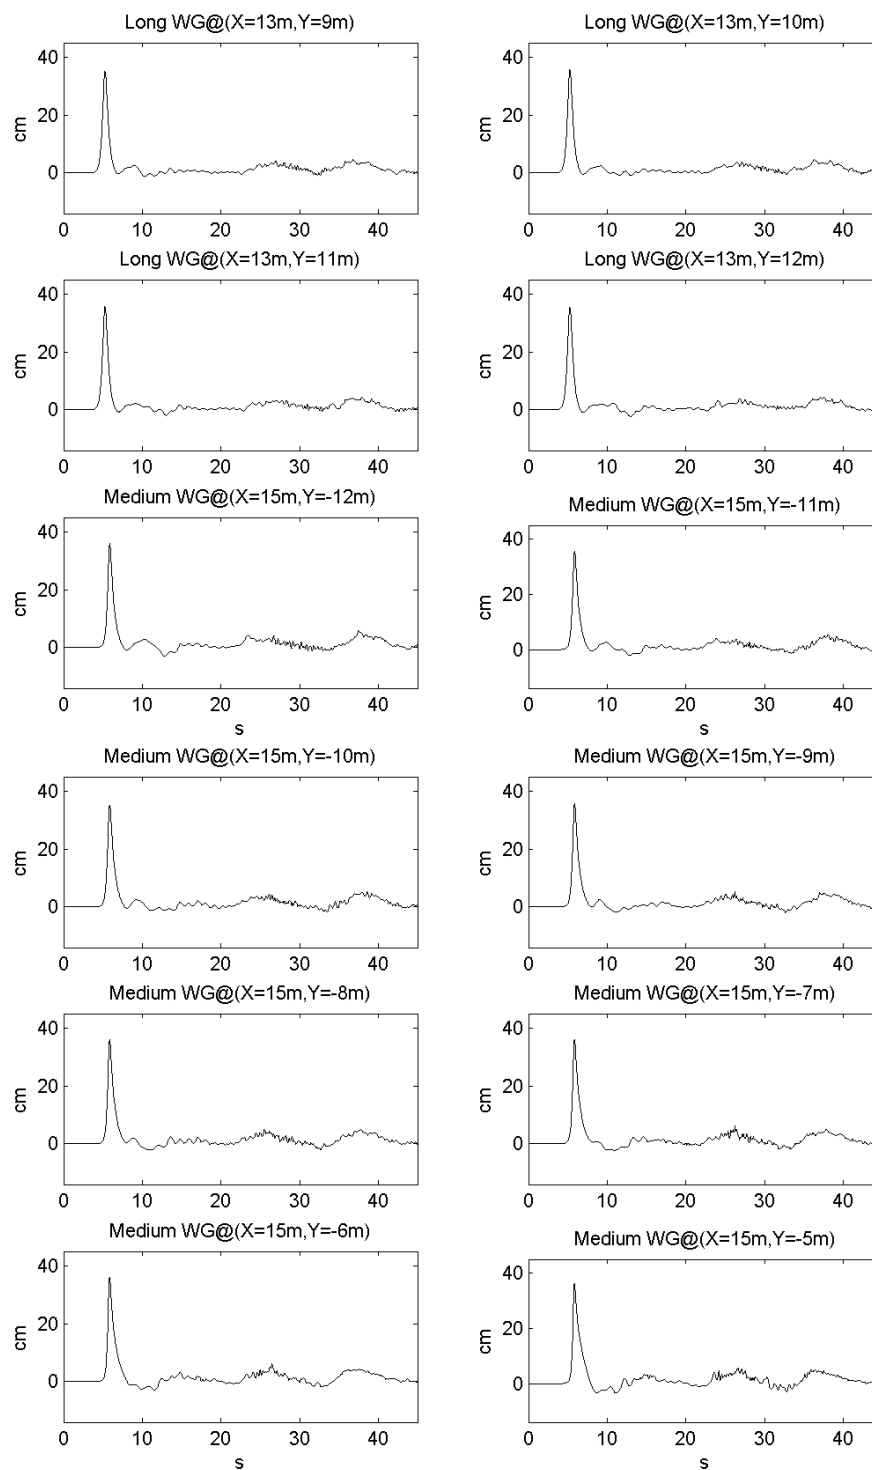 Long WG@(X=13m,Y=9m) Long WG@(X=13m,Y=10m)
40 40
20 20
0 0
cm cm
0 10 20 30 40 0 10 20 30 40
Long WG@(X=13m,Y=11m) Long WG@(X=13m,Y=12m)
40 40
20 20
0 0
cm cm
0 10 20 30 40 0 10 20 30 40
Medium WG@(X=15m,Y=-12m) Medium WG@(X=15m,Y=-11m)
40 40
20 20
0 0
cm cm
0 10 20 30 40 0 10 20 30 40
s s
Medium WG@(X=15m,Y=-10m) Medium WG@(X=15m,Y=-9m)
40 40
20 20
0 0
cm cm
0 10 20 30 40 0 10 20 30 40
Medium WG@(X=15m,Y=-8m) Medium WG@(X=15m,Y=-7m)
40 40
20 20
0 0
cm cm
0 10 20 30 40 0 10 20 30 40
Medium WG@(X=15m,Y=-6m) Medium WG@(X=15m,Y=-5m)
40 40
20 20
0 0
cm cm
0 10 20 30 40 0 10 20 30 40
s s